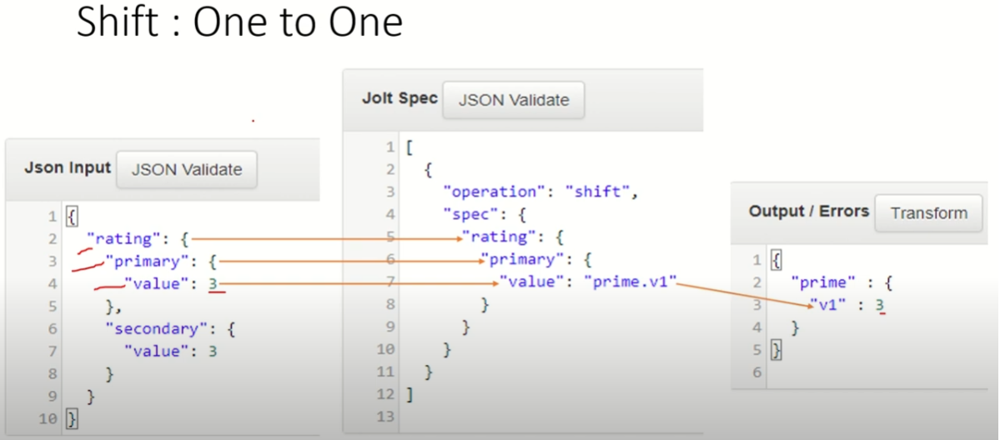 Shift : One to One
Json Input JSON Validate
1 {
2 "rating": {
3 "primary": {
4 "value": 3
5 },
6 "secondary": {
7 "value": 3
8 }
9 }
10 }
Jolt Spec JSON Validate
1 [
2 {
3 "operation": "shift",
4 "spec": {
5 "rating": {
6 "primary": {
7 "value": "prime.v1"
8 }
9 }
10 }
11 }
12 ]
13
Output / Errors Transform
1 {
2 "prime" : {
3 "v1" : 3
4 }
5 }
6